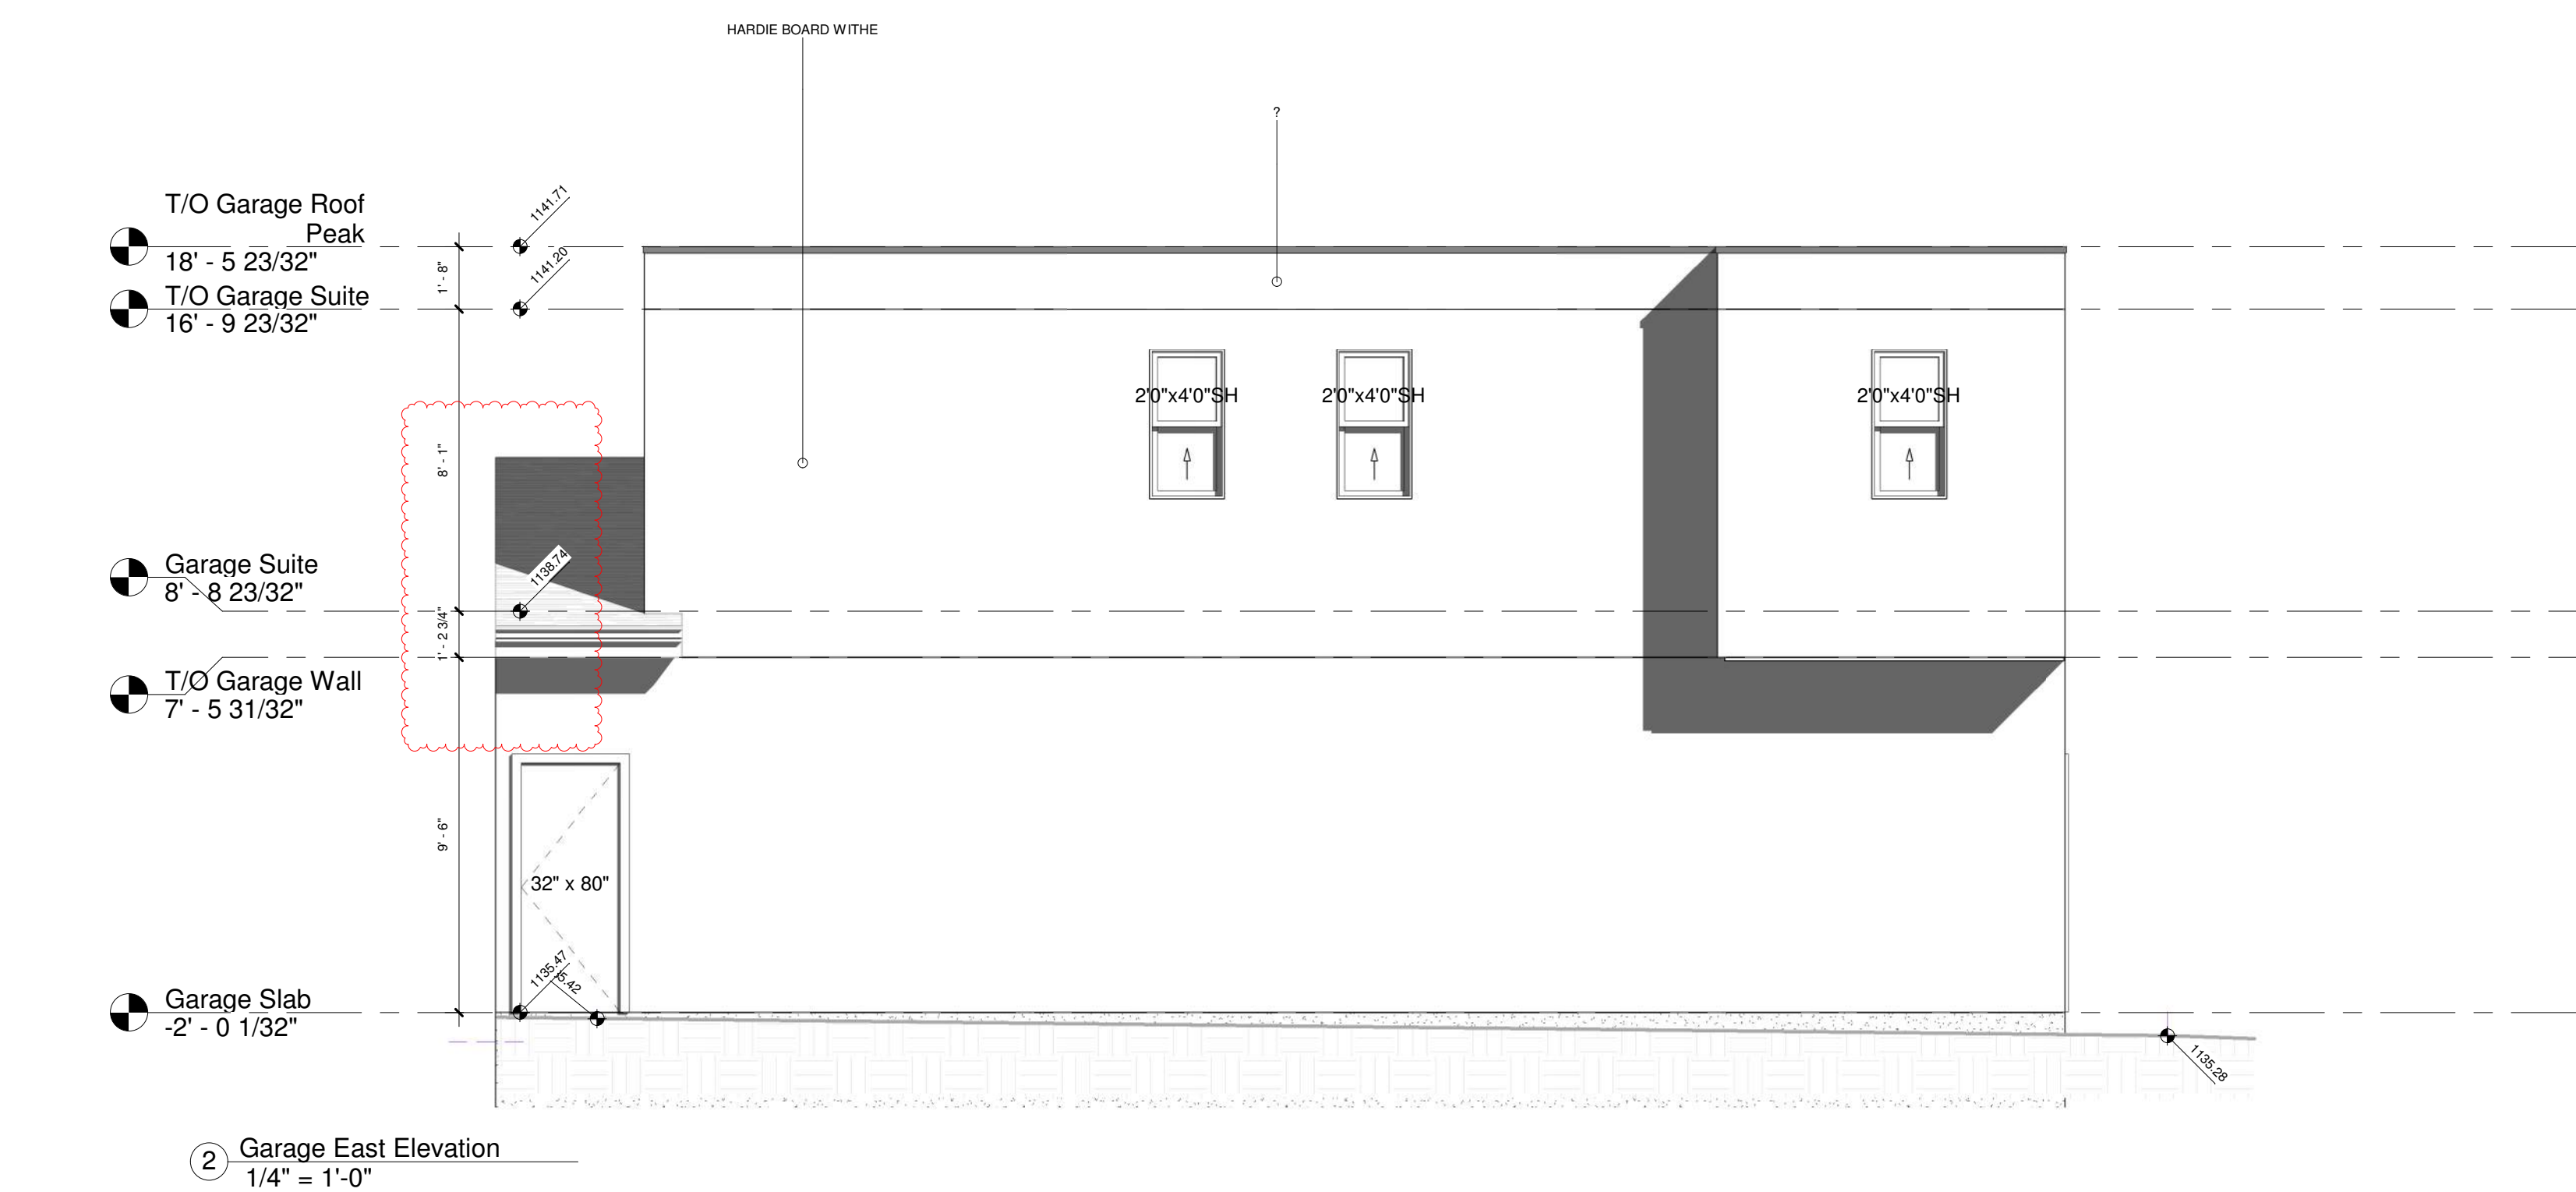 HARDIE BOARD WITHE
?
T/O Garage Roof
Peak
18' - 5 23/32"
1141.71
1' - 8"
1141.20
T/O Garage Suite
16' - 9 23/32"
2'0"x4'0"SH
2'0"x4'0"SH
2'0"x4'0"SH
8' - 1"
Garage Suite
8' - 8 23/32"
1138.74
1' - 2 3/4"
T/O Garage Wall
7' - 5 31/32"
9' - 6"
32" x 80"
1135.47
5.42
Garage Slab
-2' - 0 1/32"
1135.28
2
Garage East Elevation
1/4" = 1'-0"